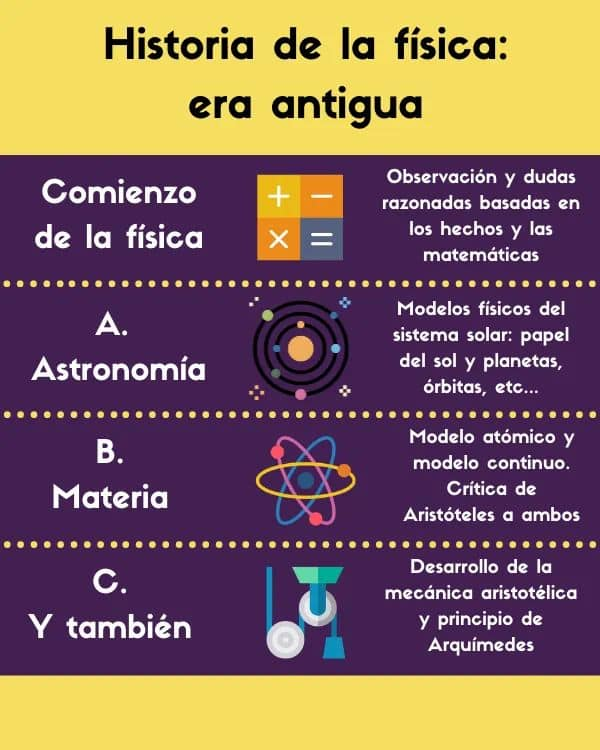 Historia de la física:
era antigua
Comienzo
de la física
Observación y dudas
razonadas basadas en
los hechos y las
matemáticas
A.
Astronomía
Modelos físicos del
sistema solar: papel
del sol y planetas,
órbitas, etc...
B.
Materia
Modelo atómico y
modelo continuo.
Crítica de
Aristóteles a ambos
C.
Y también
Desarrollo de la
mecánica aristotélica
y principio de
Arquímedes